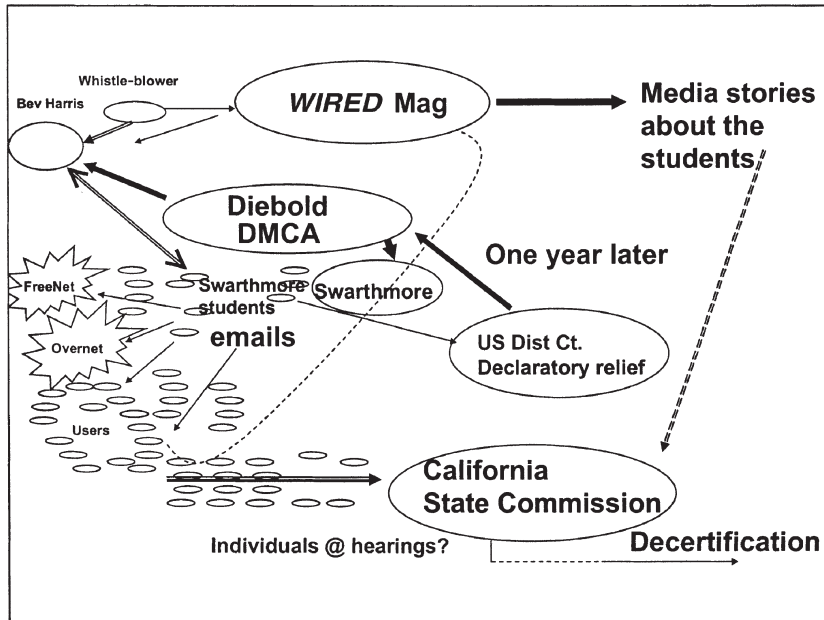 Whistle-blower
Bev Harris
WIRED Mag
Media stories
about the
students
Diebold
DMCA
One year later
FreeNet
Swarthmore
students
Swarthmore
emails
Overnet
US Dist Ct.
Declaratory relief
Users
California
State Commission
Individuals @ hearings?
Decertification